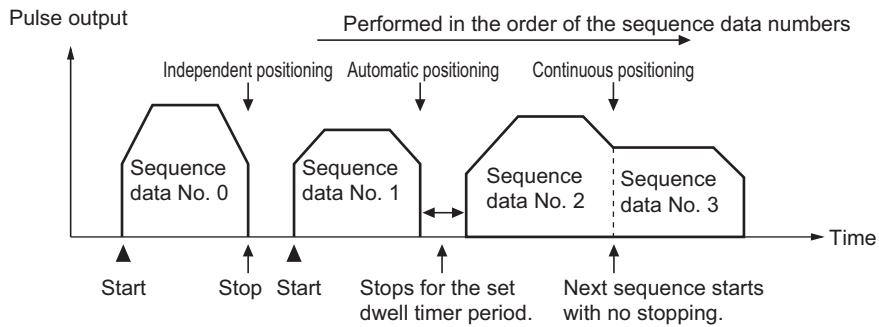 Performed in the order of the sequence data numbers
Pulse output
Independent positioning
Automatic positioning
Continuous positioning
Sequence
data No. 0
Sequence
data No. 1
Sequence
data No. 2
Sequence
data No. 3
Time
Start
Stop
Start
Stops for the set
dwell timer period.
Next sequence starts
with no stopping.